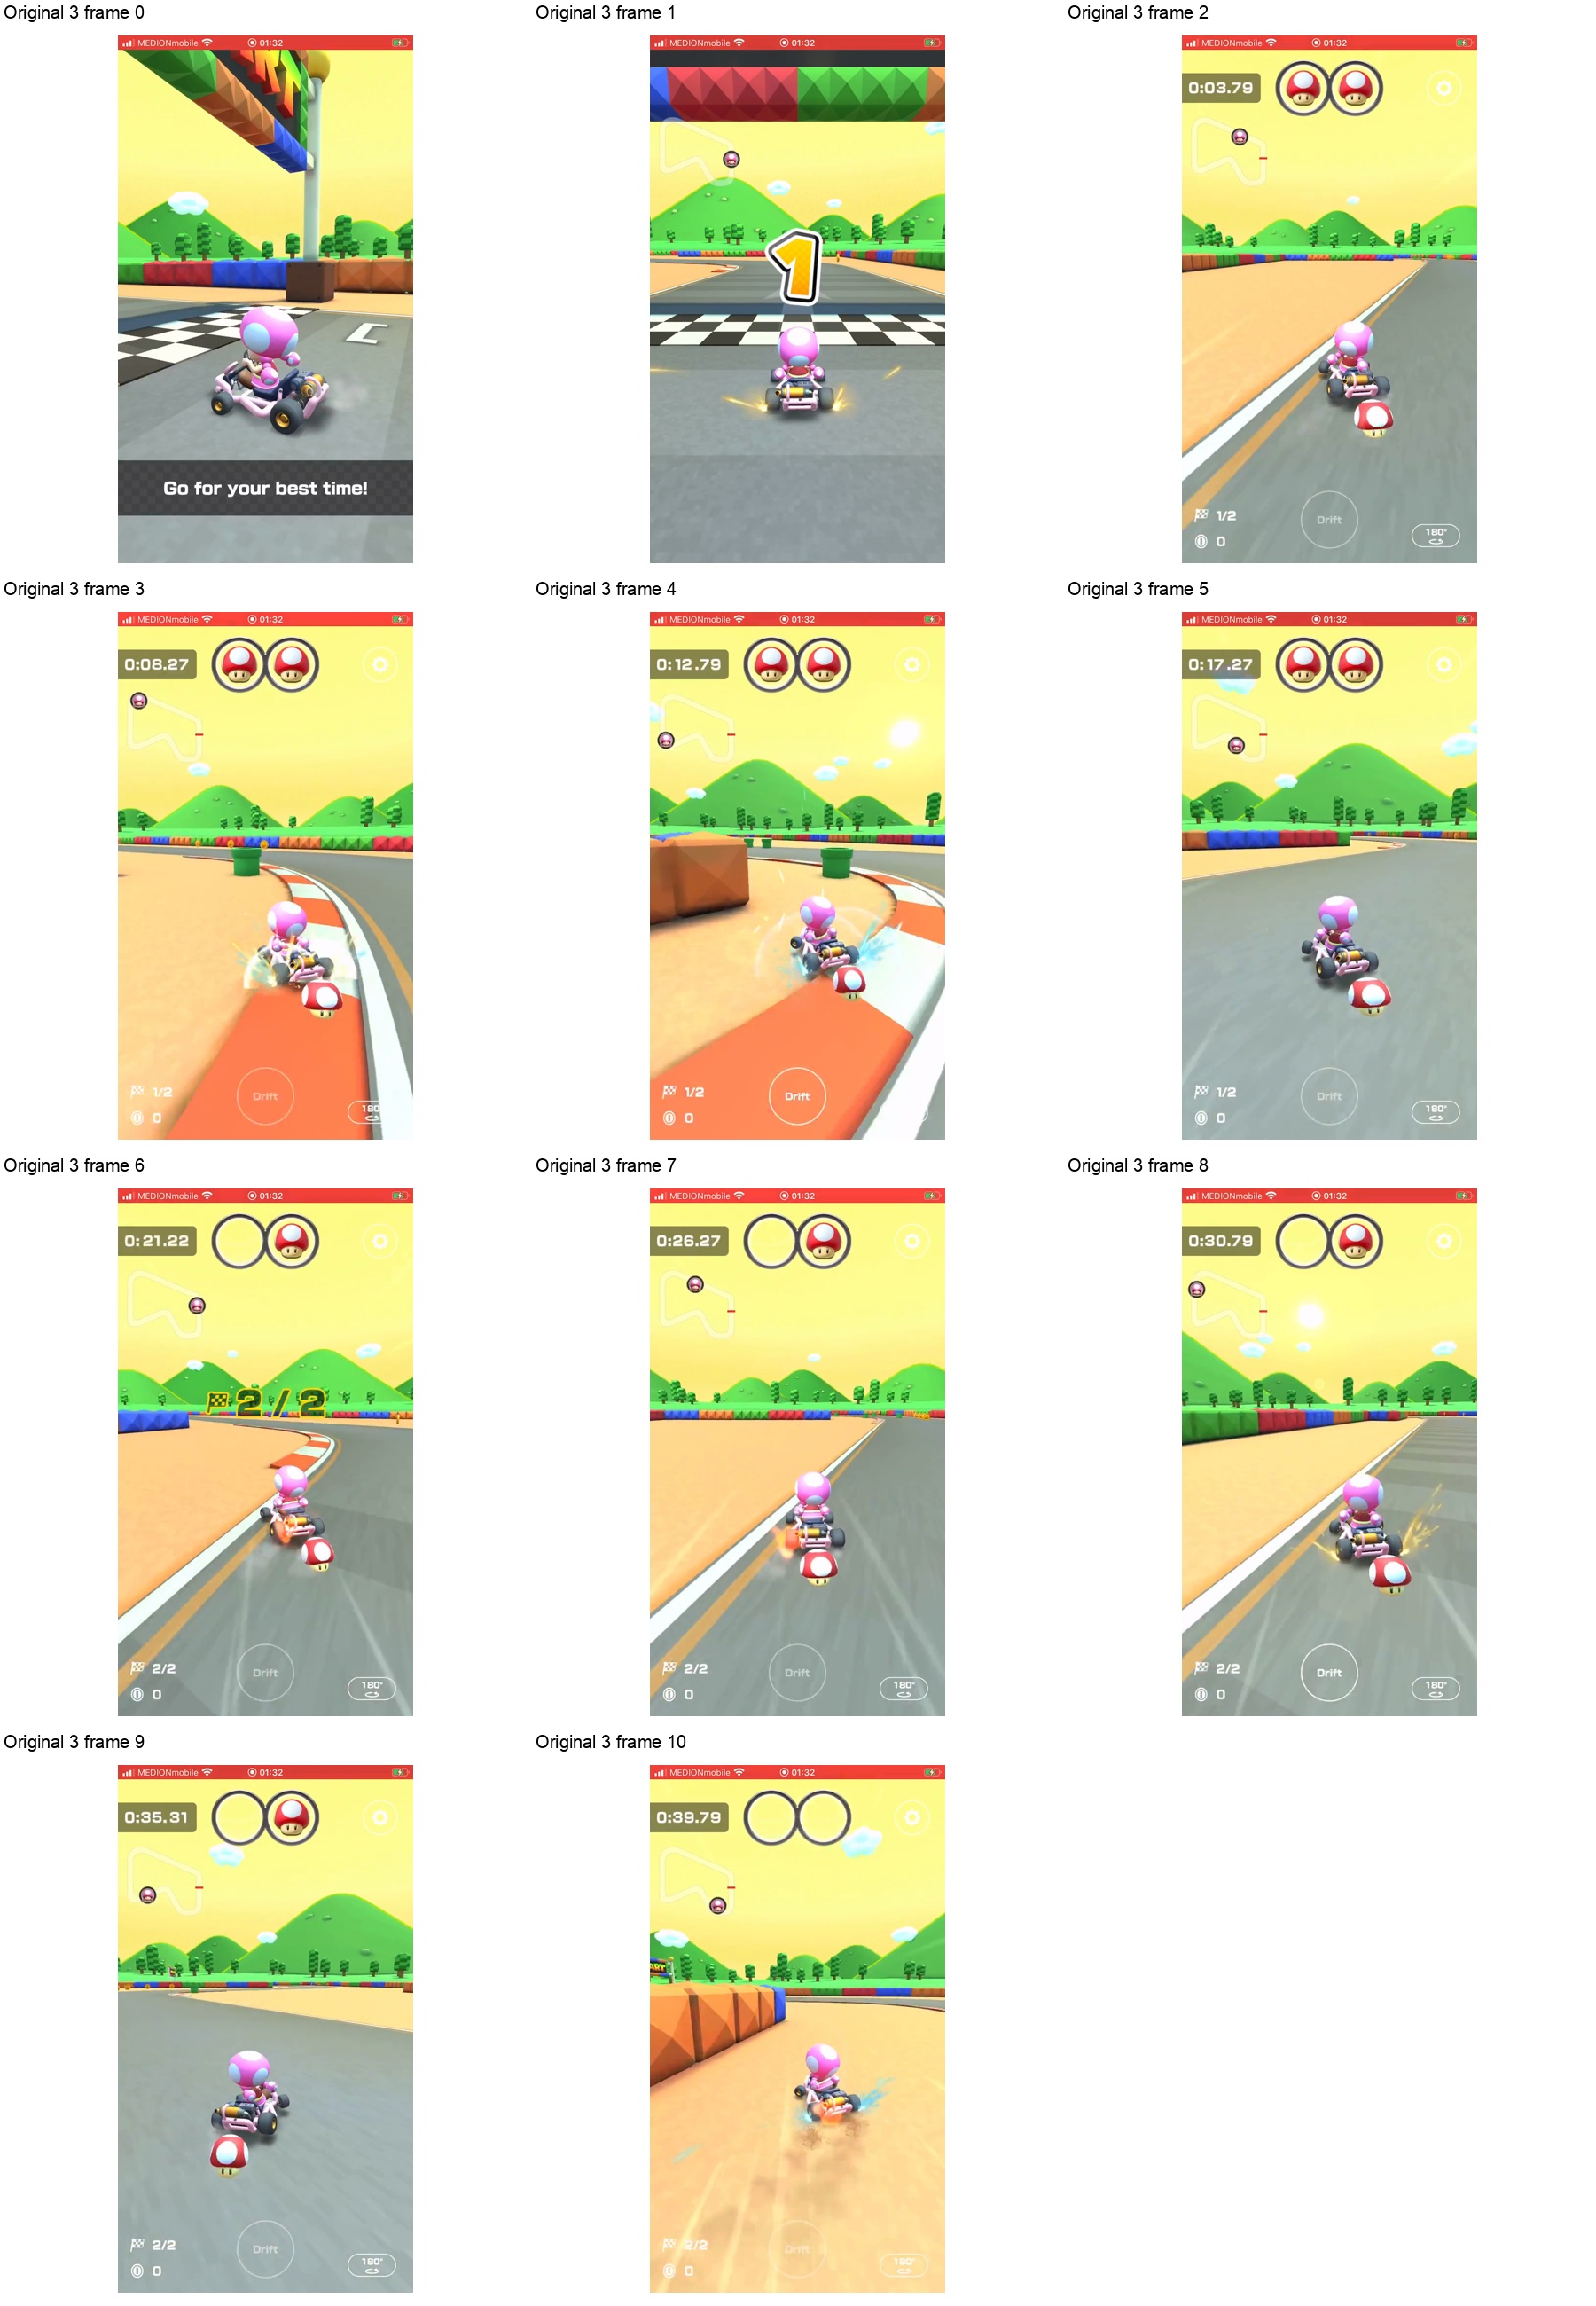 Original 3 frame 0
Original 3 frame 1
Original 3 frame 2
MEDIONmobile 01:32
ART
Go for your best time!
MEDIONmobile 01:32
1
MEDIONmobile 01:32
0:03.79
1/2
0
Drift
180°
Original 3 frame 3
Original 3 frame 4
Original 3 frame 5
MEDIONmobile 01:32
0:08.27
1/2
0
Drift
180
MEDIONmobile 01:32
0:12.79
1/2
0
Drift
MEDIONmobile 01:32
0:17.27
1/2
0
Drift
180°
Original 3 frame 6
Original 3 frame 7
Original 3 frame 8
MEDIONmobile 01:32
0:21.22
2/2
2/2
0
Drift
180°
MEDIONmobile 01:32
0:26.27
2/2
0
Drift
180°
MEDIONmobile 01:32
0:30.79
2/2
0
Drift
180°
Original 3 frame 9
Original 3 frame 10
MEDIONmobile 01:32
0:35.31
2/2
0
Drift
180°
MEDIONmobile 01:32
0:39.79
ART
2/2
0
Drift
180°